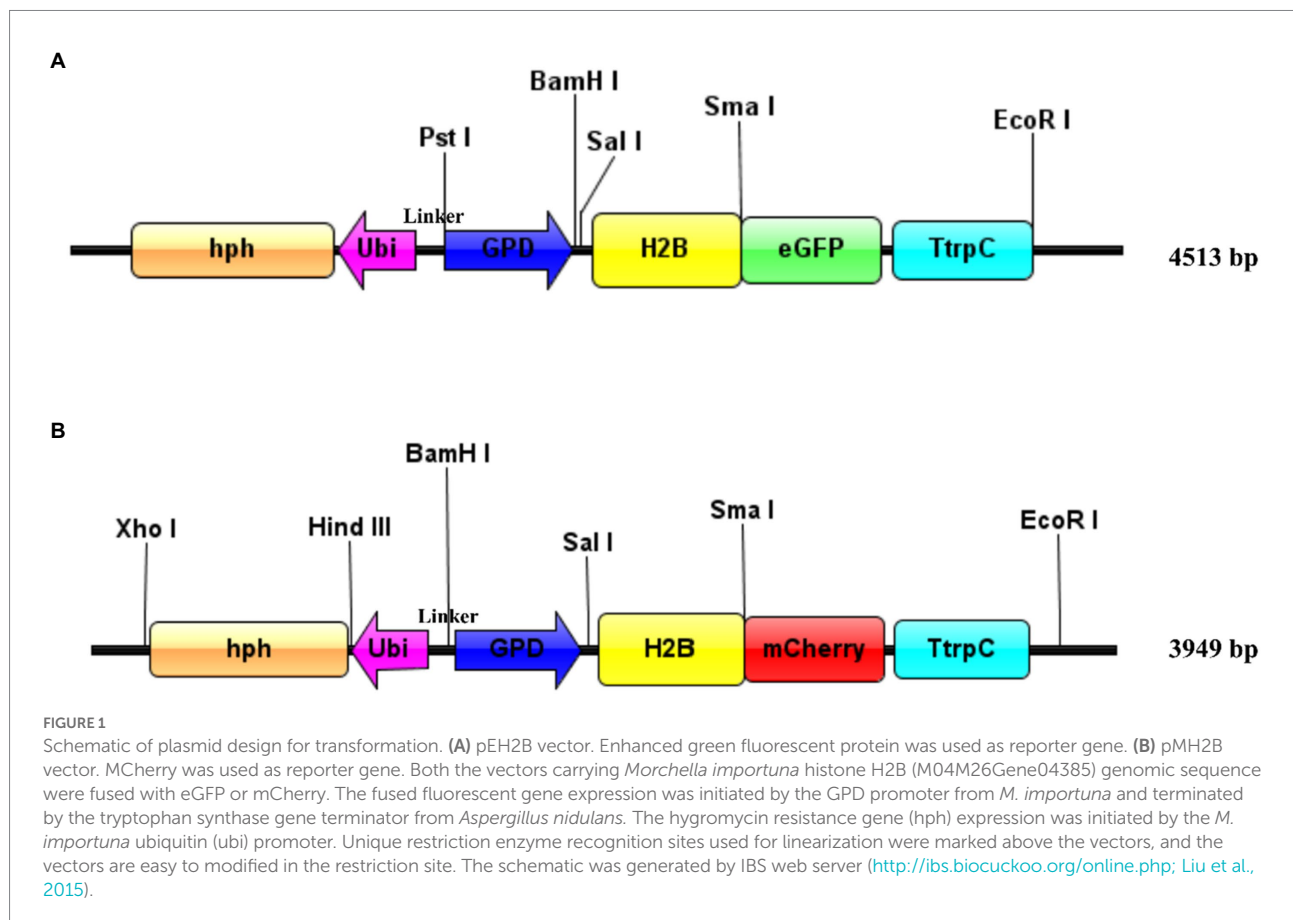 A
BamH I
Sma I
EcoR I
Pst I
Sal I
Linker
hph
Ubi
GPD
H2B
eGFP
TtrpC
4513 bp
B
BamH I
Xho I
Hind III
Sma I
EcoR I
Sal I
Linker
hph
Ubi
GPD
H2B
mCherry
TtrpC
3949 bp
FIGURE 1
Schematic of plasmid design for transformation. (A) pEH2B vector. Enhanced green fluorescent protein was used as reporter gene. (B) pMH2B
vector. MCherry was used as reporter gene. Both the vectors carrying Morchella importuna histone H2B (M04M26Gene04385) genomic sequence
were fused with eGFP or mCherry. The fused fluorescent gene expression was initiated by the GPD promoter from M. importuna and terminated
by the tryptophan synthase gene terminator from Aspergillus nidulans. The hygromycin resistance gene (hph) expression was initiated by the M.
importuna ubiquitin (ubi) promoter. Unique restriction enzyme recognition sites used for linearization were marked above the vectors, and the
vectors are easy to modified in the restriction site. The schematic was generated by IBS web server (http://ibs.biocuckoo.org/online.php; Liu et al.,
2015).